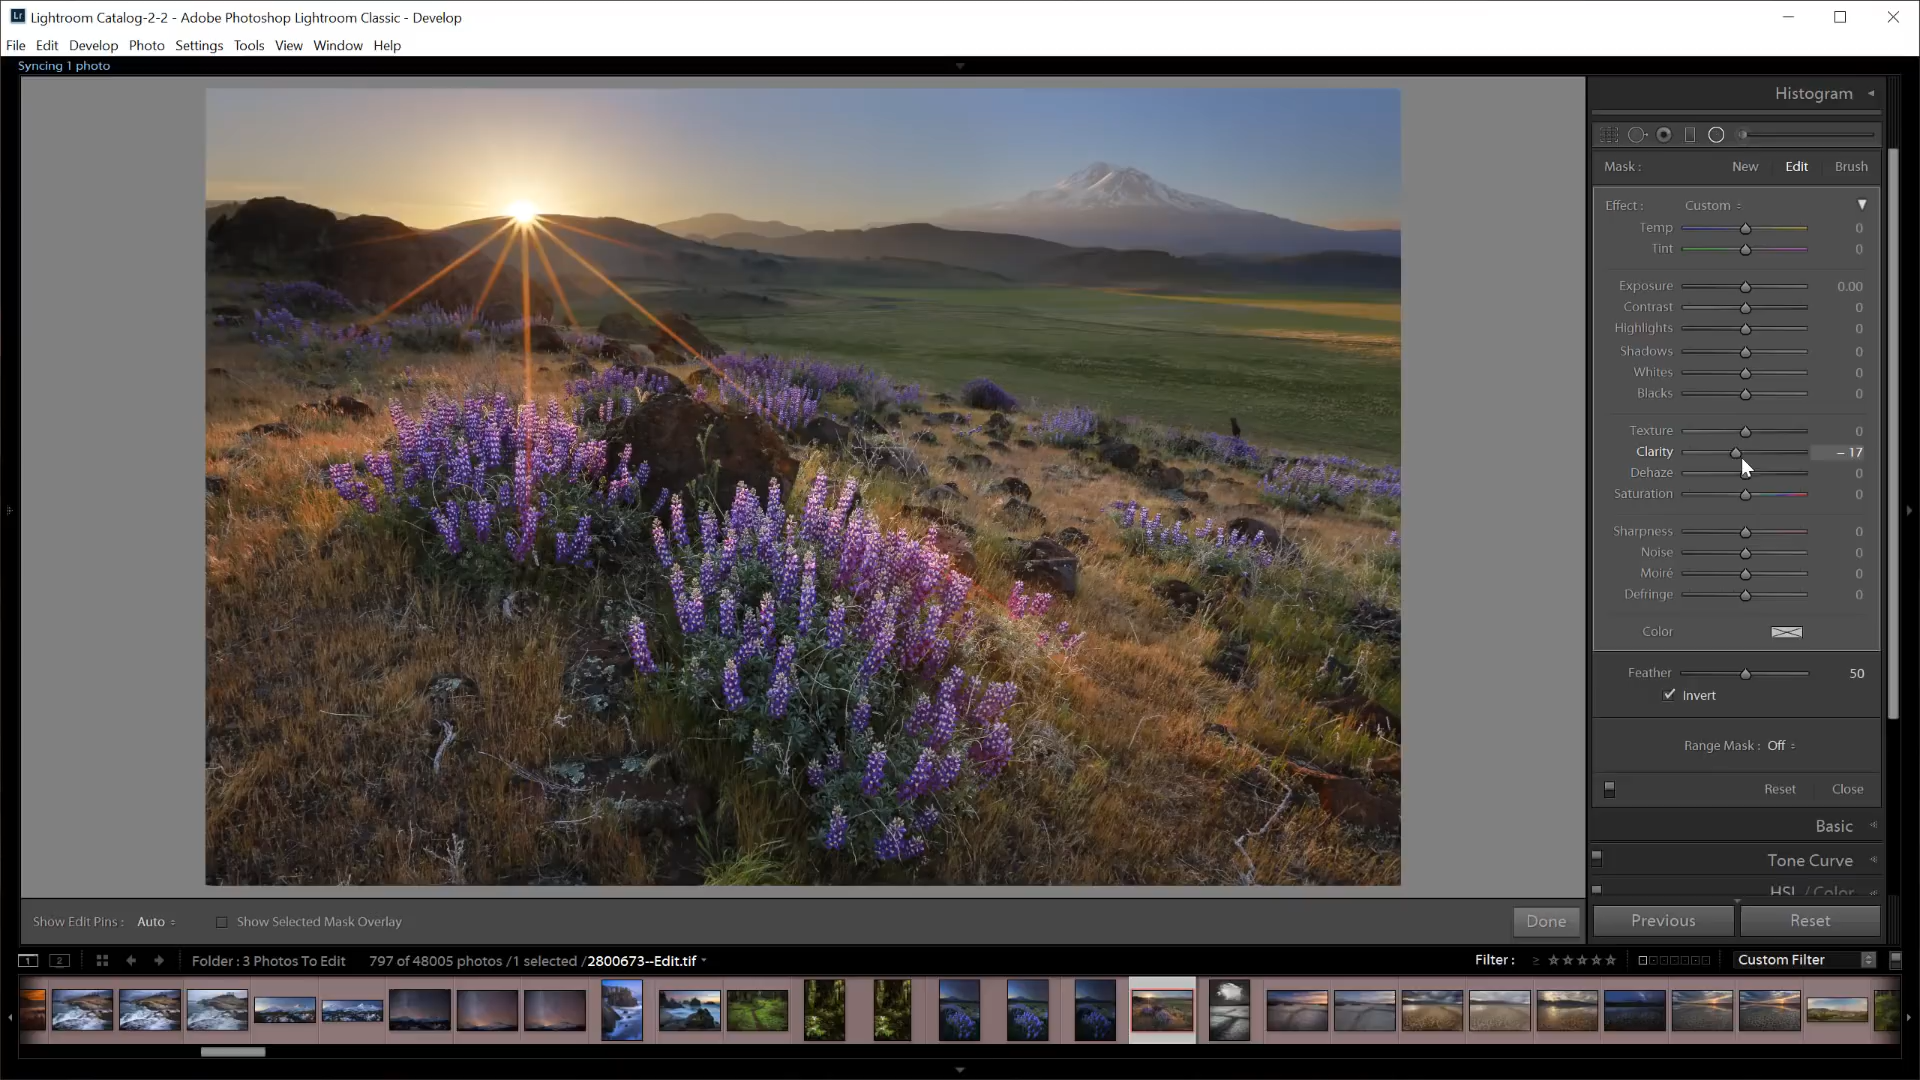 Lr Lightroom Catalog-2-2 - Adobe Photoshop Lightroom Classic - Develop
File Edit Develop Photo Settings Tools View Window Help
Syncing 1 photo
Histogram
Mask : New Edit Brush
Effect : Custom
Temp 0
Tint 0
Exposure 0.00
Contrast 0
Highlights 0
Shadows 0
Whites 0
Blacks 0
Texture 0
Clarity – 17
Dehaze 0
Saturation 0
Sharpness 0
Noise 0
Moiré 0
Defringe 0
Color
Feather 50
Invert
Range Mask : Off
Reset Close
Basic
Tone Curve
HSL / Color
Show Edit Pins : Auto Show Selected Mask Overlay Done Previous Reset
1 2 Folder : 3 Photos To Edit 797 of 48005 photos /1 selected /2800673--Edit.tif Filter : ≥ Custom Filter